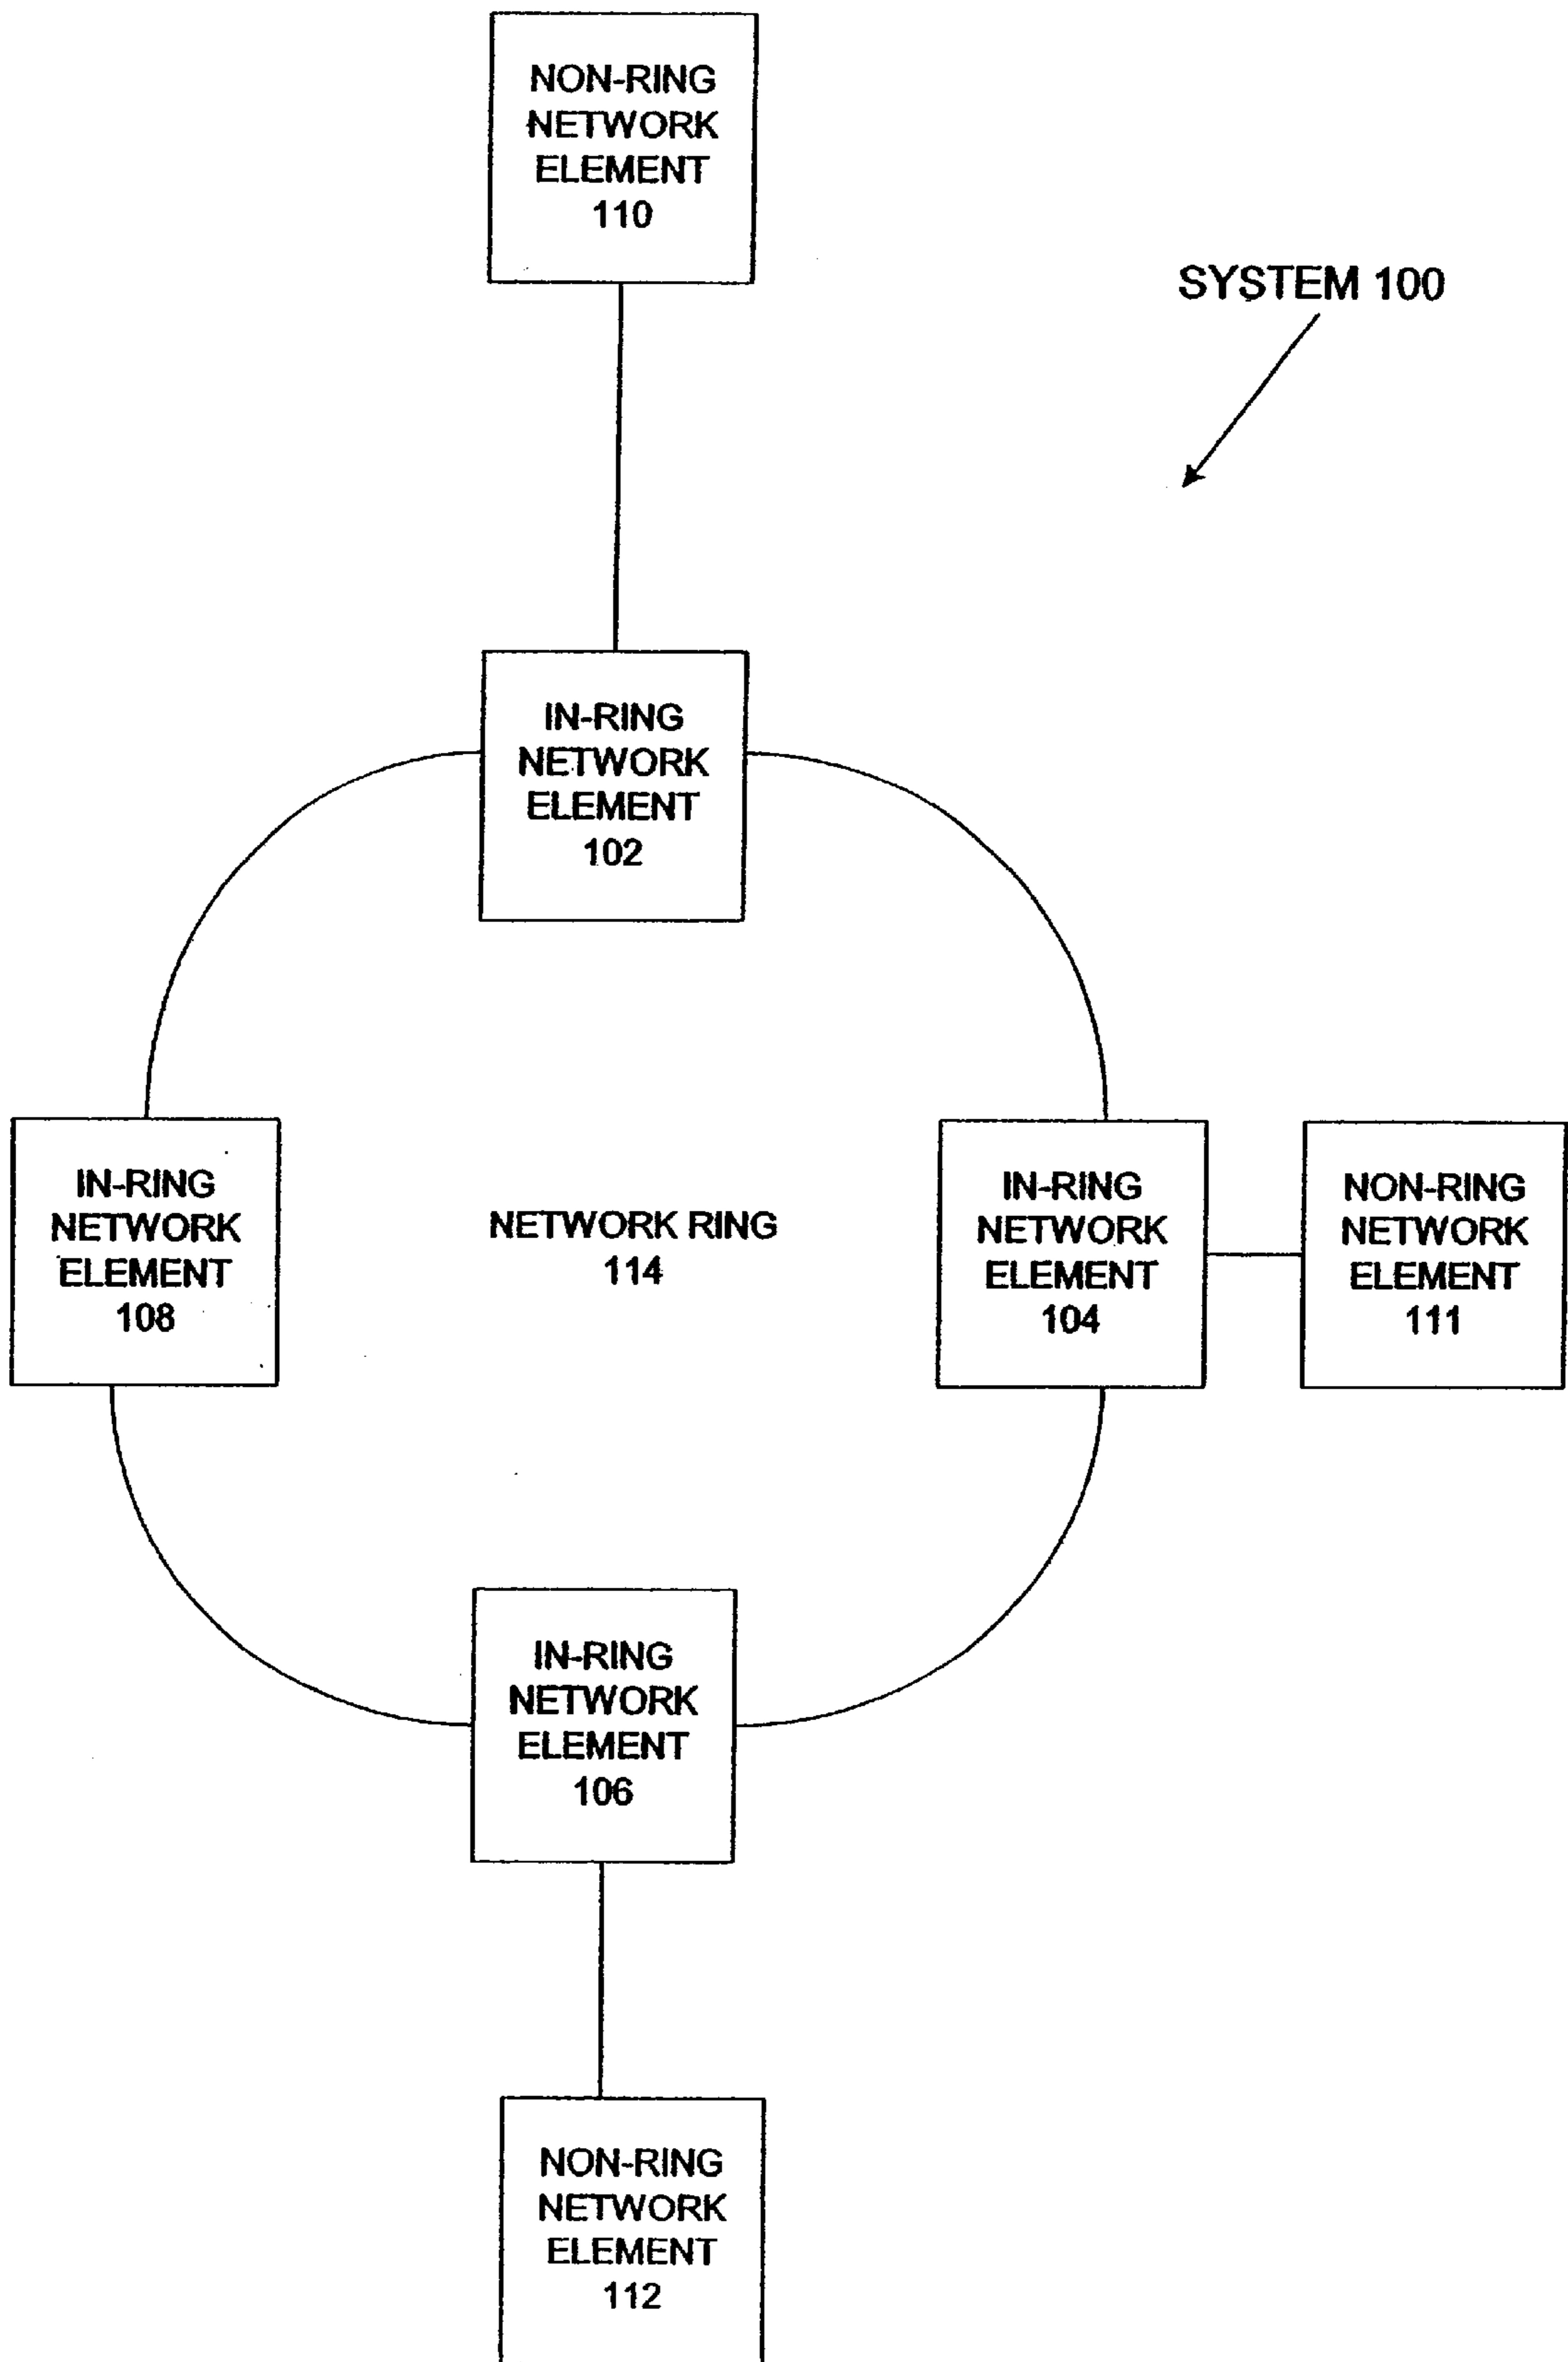 NON-RING
NETWORK
ELEMENT
110
SYSTEM 100
IN-RING
NETWORK
ELEMENT
102
IN-RING
NETWORK
ELEMENT
108
NETWORK RING
114
IN-RING
NETWORK
ELEMENT
104
NON-RING
NETWORK
ELEMENT
111
IN-RING
NETWORK
ELEMENT
106
NON-RING
NETWORK
ELEMENT
112